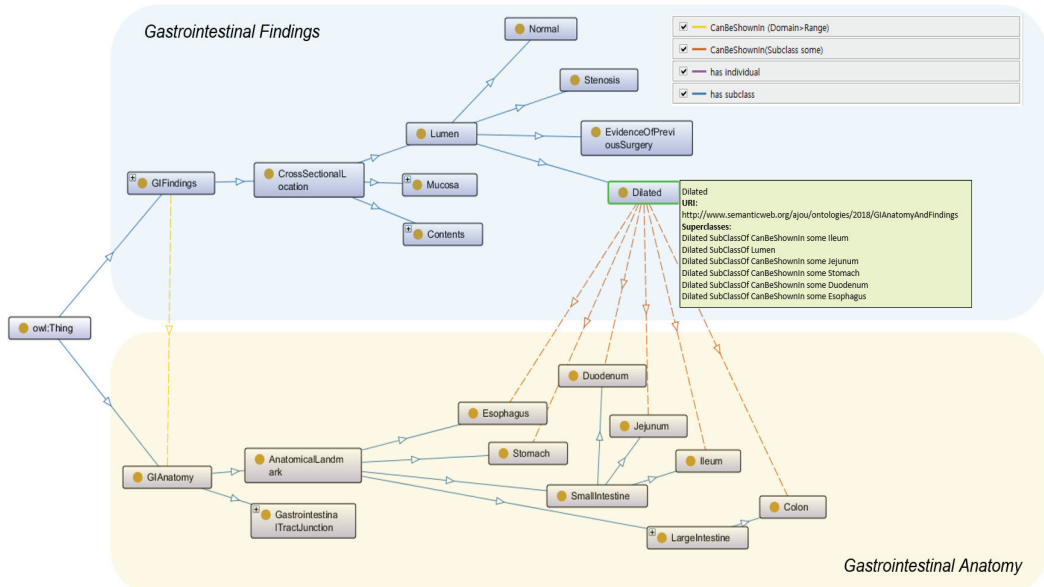 Gastrointestinal Findings
CanBeShownIn (Domain>Range)
CanBeShownIn(Subclass some)
has individual
has subclass
Normal
Stenosis
Lumen
EvidenceOfPrevi
ousSurgery
GIFindings
CrossSectionalL
ocation
Mucosa
Dilated
Contents
Dilated
URI:
http://www.semanticweb.org/ajou/ontologies/2018/GIAnatomyAndFindings
Superclasses:
Dilated SubClassOf CanBeShownIn some Ileum
Dilated SubClassOf Lumen
Dilated SubClassOf CanBeShownIn some Jejunum
Dilated SubClassOf CanBeShownIn some Stomach
Dilated SubClassOf CanBeShownIn some Duodenum
Dilated SubClassOf CanBeShownIn some Esophagus
owl:Thing
Duodenum
Esophagus
Jejunum
Stomach
Ileum
AnatomicalLandm
ark
GIAnatomy
SmallIntestine
Colon
Gastrointestina
lTractJunction
LargeIntestine
Gastrointestinal Anatomy